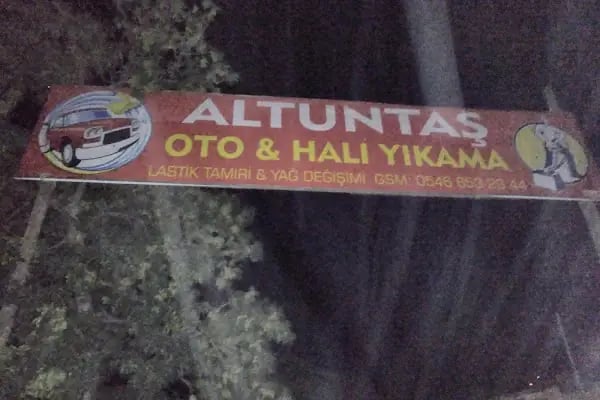 ALTUNTAŞ
OTO & HALI YIKAMA
LASTİK TAMİRİ & YAĞ DEĞİŞİMİ GSM: 0546 653 23 44